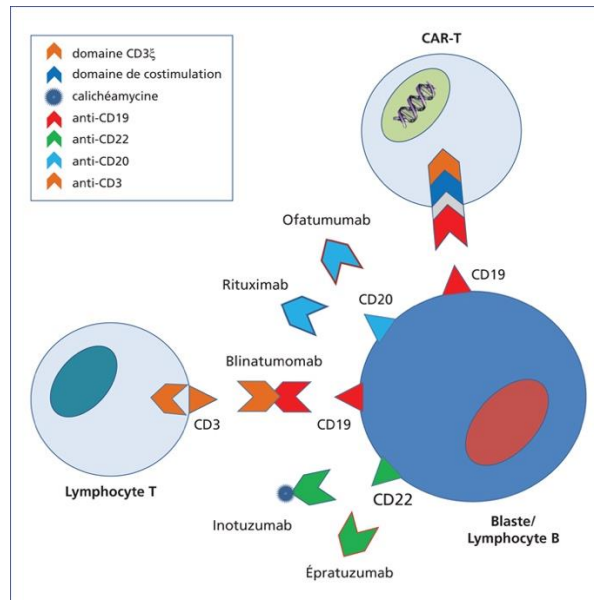 domaine CD3ξ
domaine de costimulation
calichéamycine
anti-CD19
anti-CD22
anti-CD20
anti-CD3
CAR-T
Ofatumumab
CD19
Rituximab
CD20
Blinatumomab
CD3
CD19
Lymphocyte T
CD22
Inotuzumab
Blaste/
Lymphocyte B
Épratuzumab